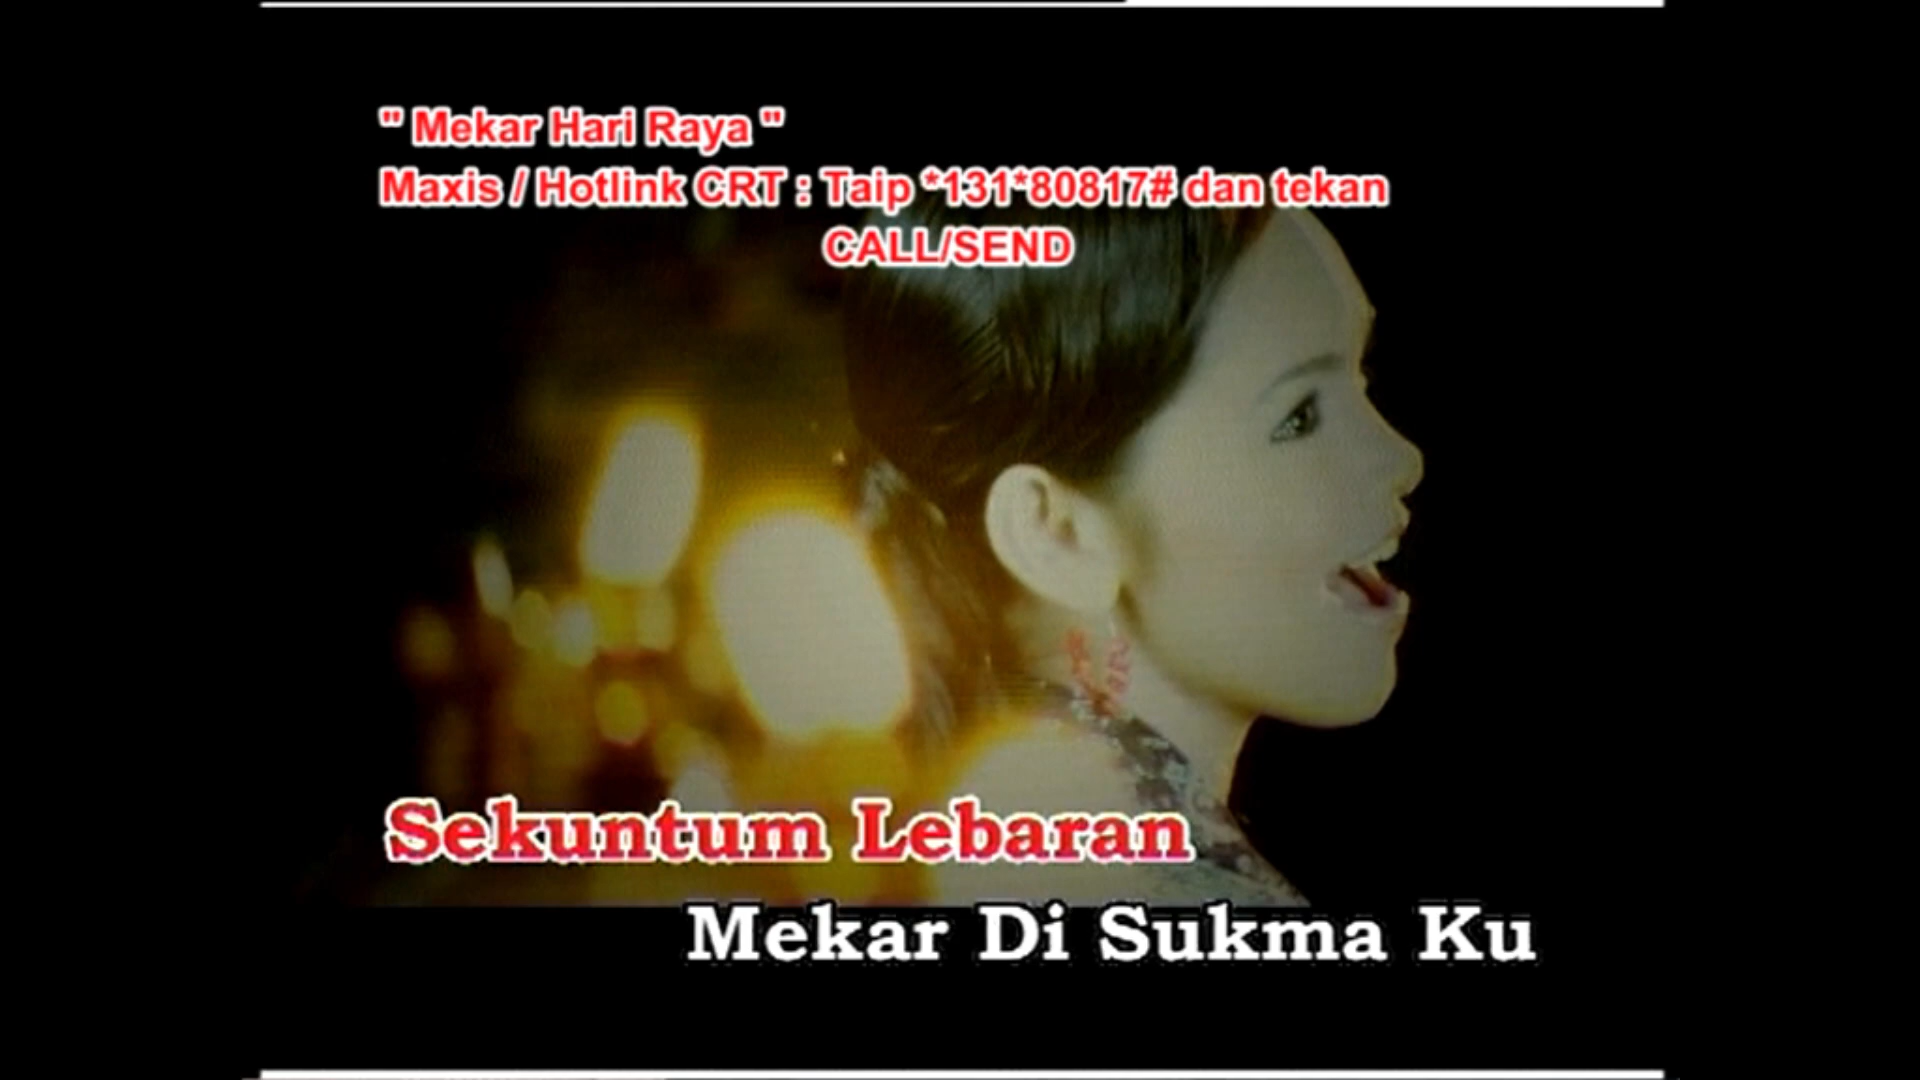 " Mekar Hari Raya "
Maxis / Hotlink CRT : Taip *131*80817# dan tekan
CALL/SEND
Sekuntum Lebaran
Mekar Di Sukma Ku